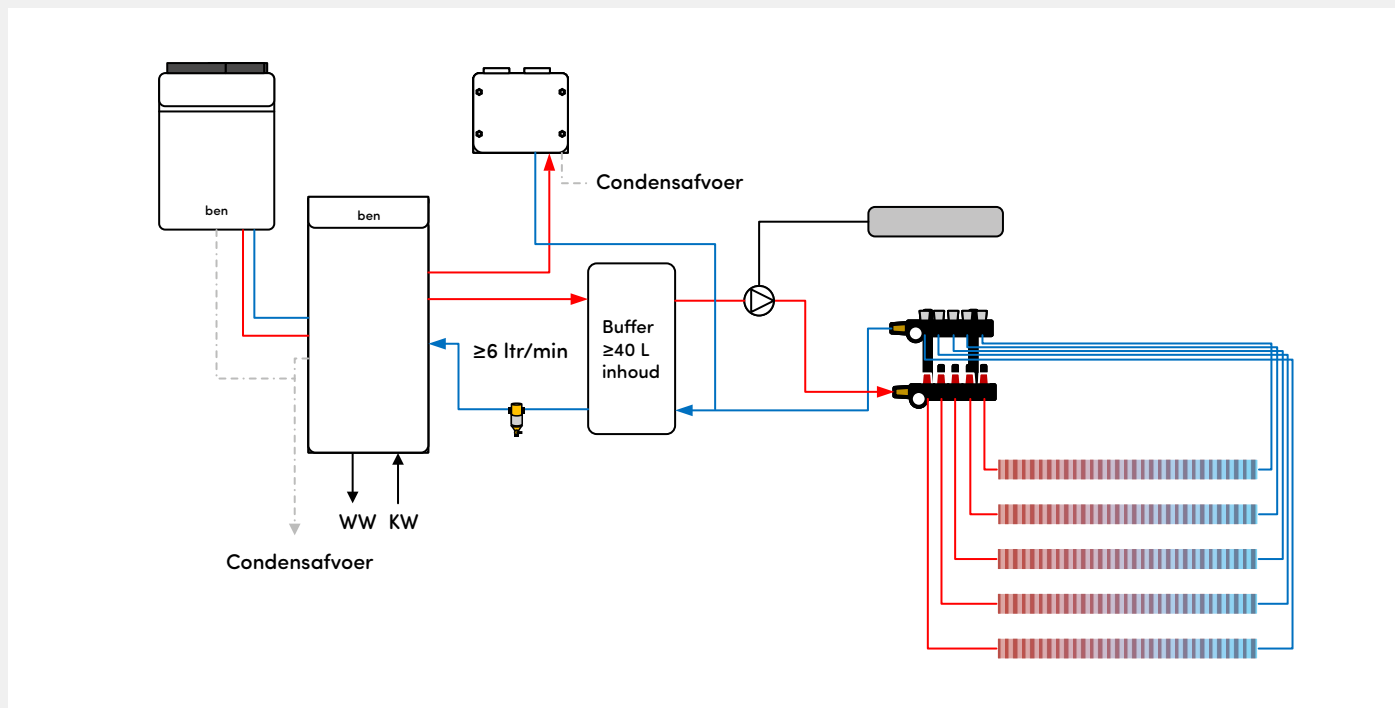 ben
ben
Condensafvoer
Buffer
≥40 L
inhoud
≥6 ltr/min
WW
KW
Condensafvoer